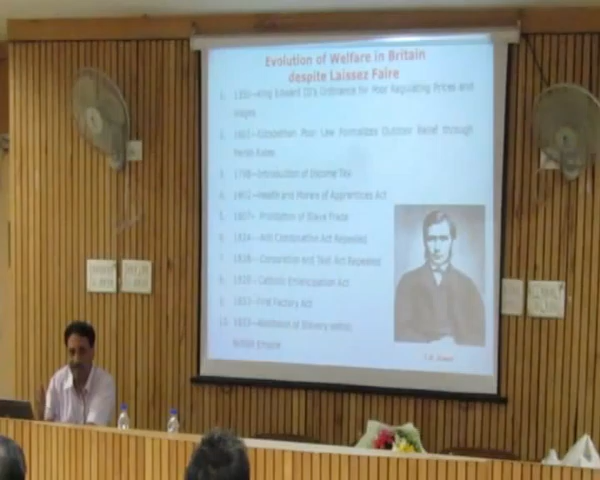 Evolution of Welfare in Britain
despite Laissez Faire
1. 1350—King Edward III's Ordinance for Poor Regulating Prices and
Wages
2. 1601—Elizabethan Poor Law Formalizes Outdoor Relief through
Parish Rates
3. 1798—Introduction of Income Tax
4. 1802—Health and Morals of Apprentices Act
5. 1807— Prohibition of Slave Trade
6. 1824—Anti Combination Act Repealed
7. 1828—Corporation and Test Act Repealed
8. 1829—Catholic Emancipation Act
9. 1833—First Factory Act
10. 1833—Abolition of Slavery within
British Empire